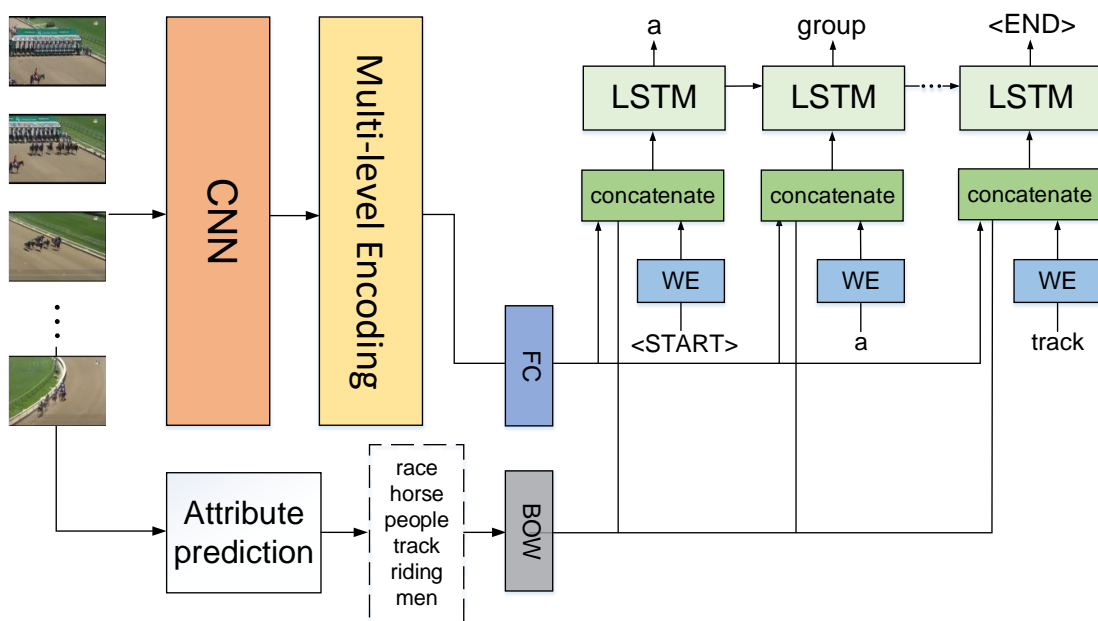 a
group
<END>
LSTM
LSTM
LSTM
concatenate
concatenate
concatenate
WE
WE
WE
<START>
a
track
CNN
Multi-level Encoding
FC
Attribute
prediction
race
horse
people
track
riding
men
BOW